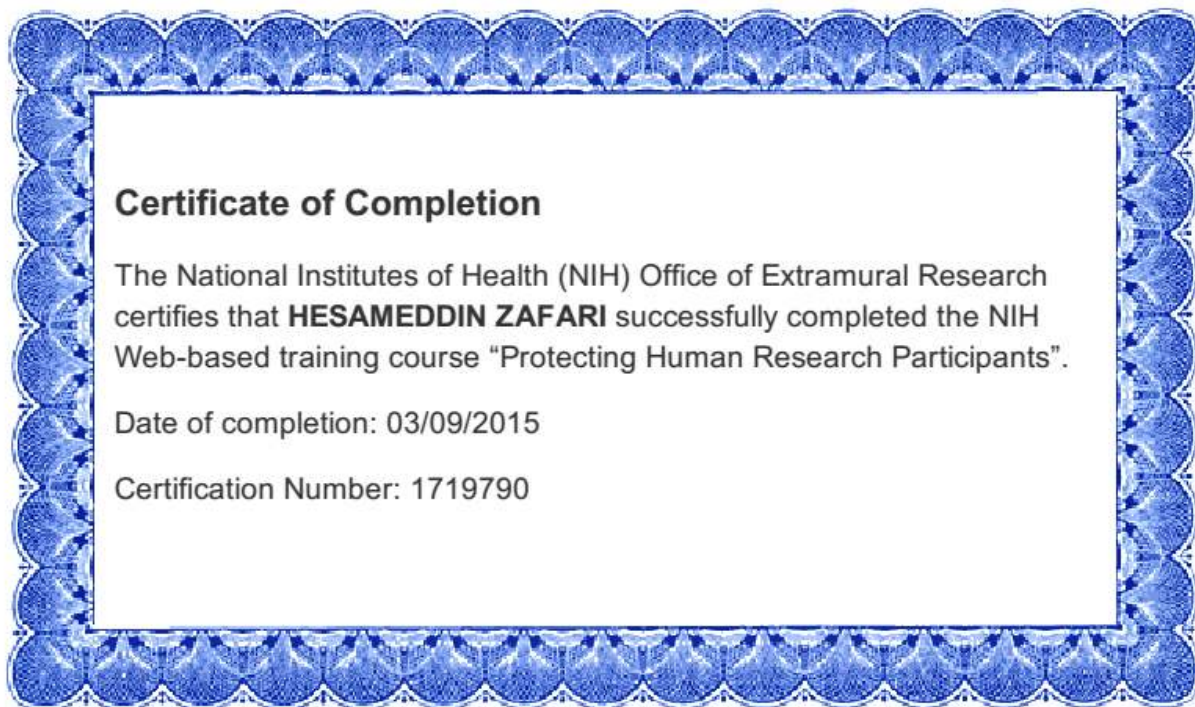 Certificate of Completion
The National Institutes of Health (NIH) Office of Extramural Research
certifies that HESAMEDDIN ZAFARI successfully completed the NIH
Web-based training course “Protecting Human Research Participants”.
Date of completion: 03/09/2015
Certification Number: 1719790